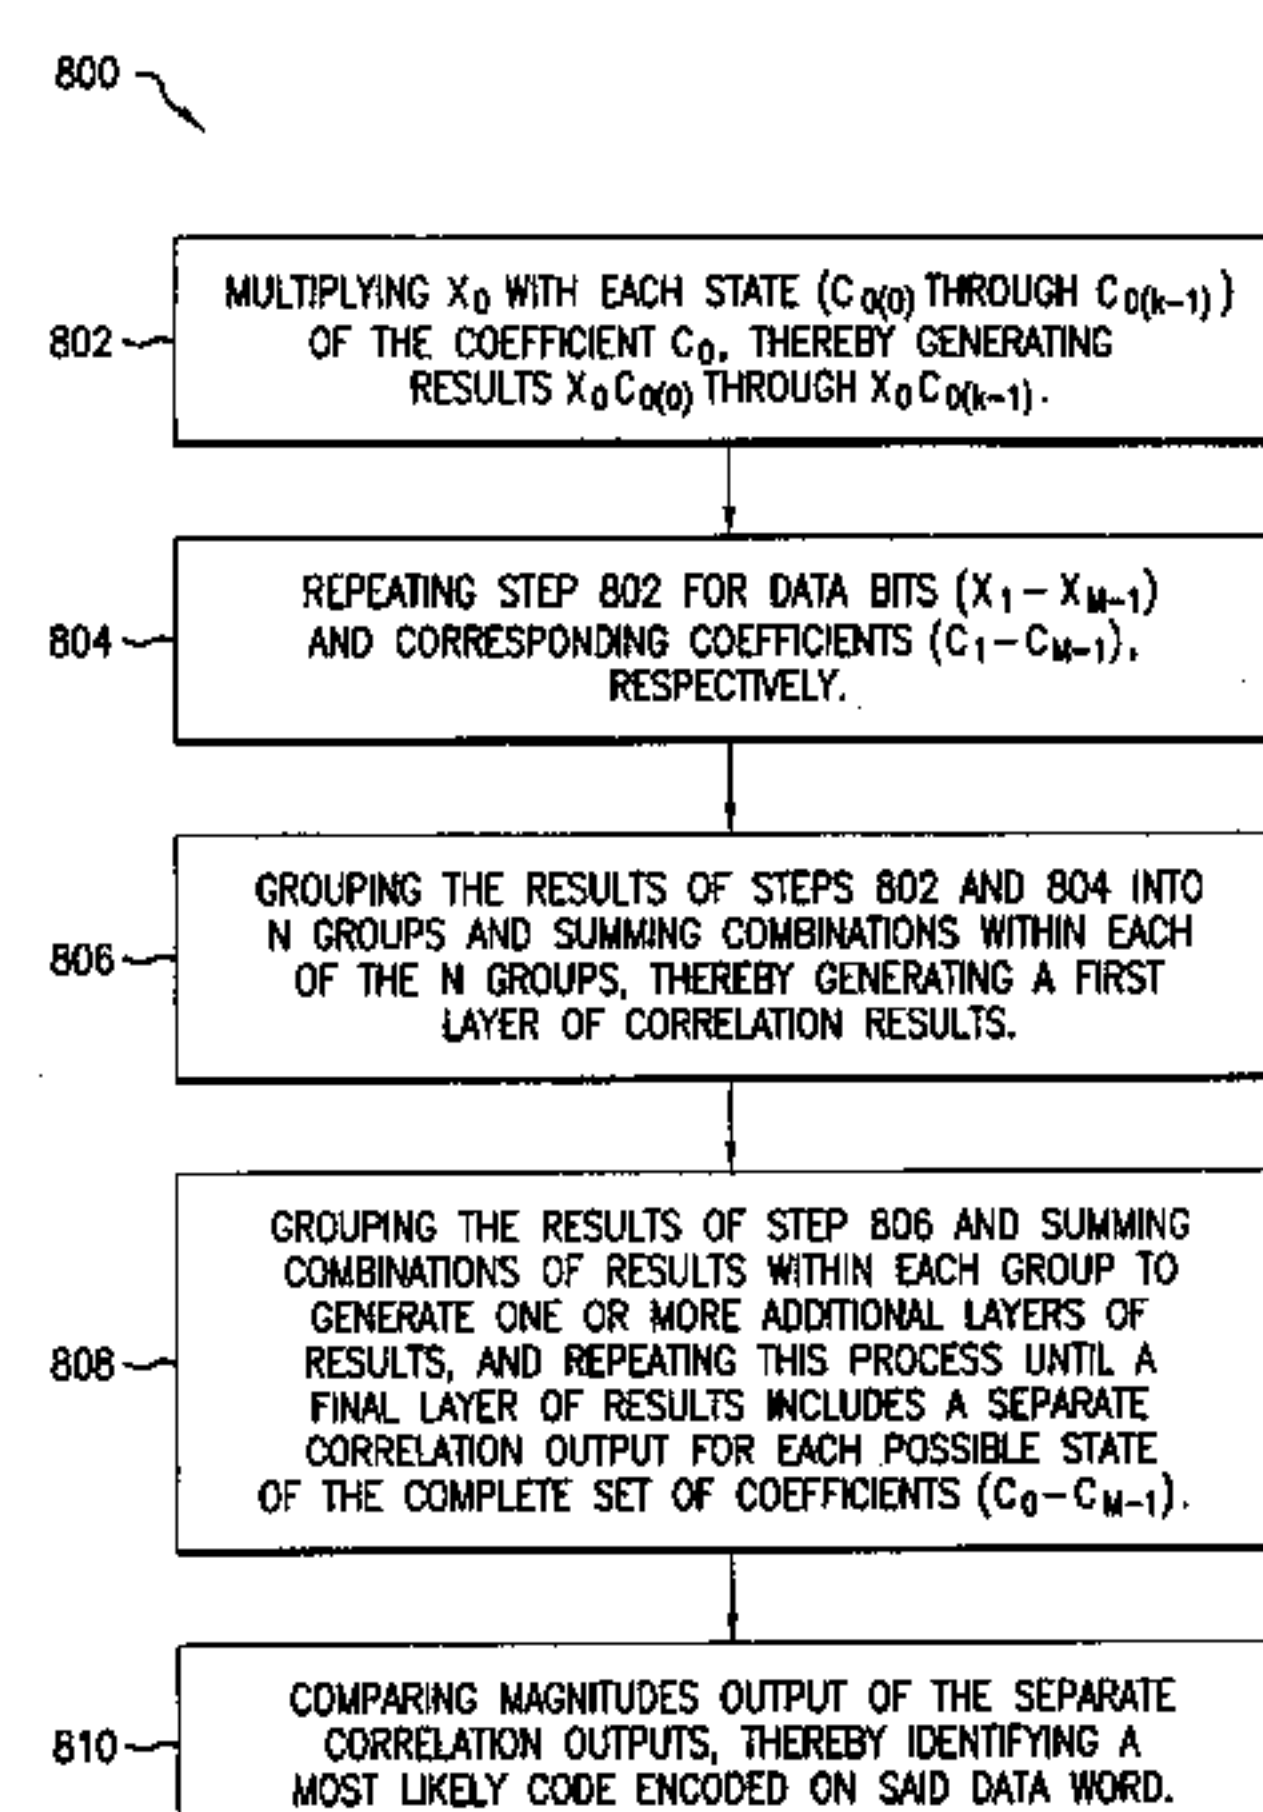 800
802
MULTIPLYING X0 WITH EACH STATE (C0(0) THROUGH C0(k-1))
OF THE COEFFICIENT C0, THEREBY GENERATING
RESULTS X0C0(0) THROUGH X0C0(k-1).
804
REPEATING STEP 802 FOR DATA BITS (X1-XM-1)
AND CORRESPONDING COEFFICIENTS (C1-CM-1),
RESPECTIVELY.
806
GROUPING THE RESULTS OF STEPS 802 AND 804 INTO
N GROUPS AND SUMMING COMBINATIONS WITHIN EACH
OF THE N GROUPS, THEREBY GENERATING A FIRST
LAYER OF CORRELATION RESULTS.
808
GROUPING THE RESULTS OF STEP 806 AND SUMMING
COMBINATIONS OF RESULTS WITHIN EACH GROUP TO
GENERATE ONE OR MORE ADDITIONAL LAYERS OF
RESULTS, AND REPEATING THIS PROCESS UNTIL A
FINAL LAYER OF RESULTS INCLUDES A SEPARATE
CORRELATION OUTPUT FOR EACH POSSIBLE STATE
OF THE COMPLETE SET OF COEFFICIENTS (C0-CM-1).
810
COMPARING MAGNITUDES OUTPUT OF THE SEPARATE
CORRELATION OUTPUTS, THEREBY IDENTIFYING A
MOST LIKELY CODE ENCODED ON SAID DATA WORD.